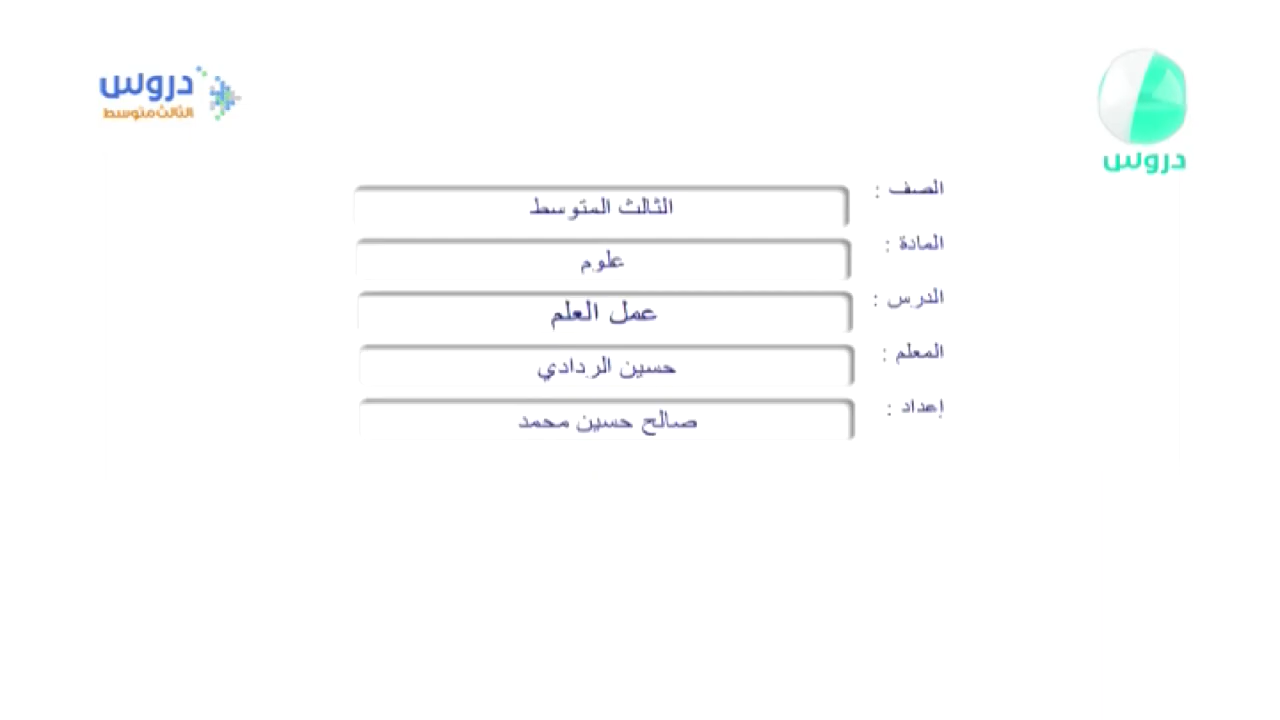 دروس
الثالث متوسط
دروس
الصف : الثالث المتوسط
المادة : علوم
الدرس : عمل العلم
المعلم : حسين الردادي
إعداد : صالح حسين محمد